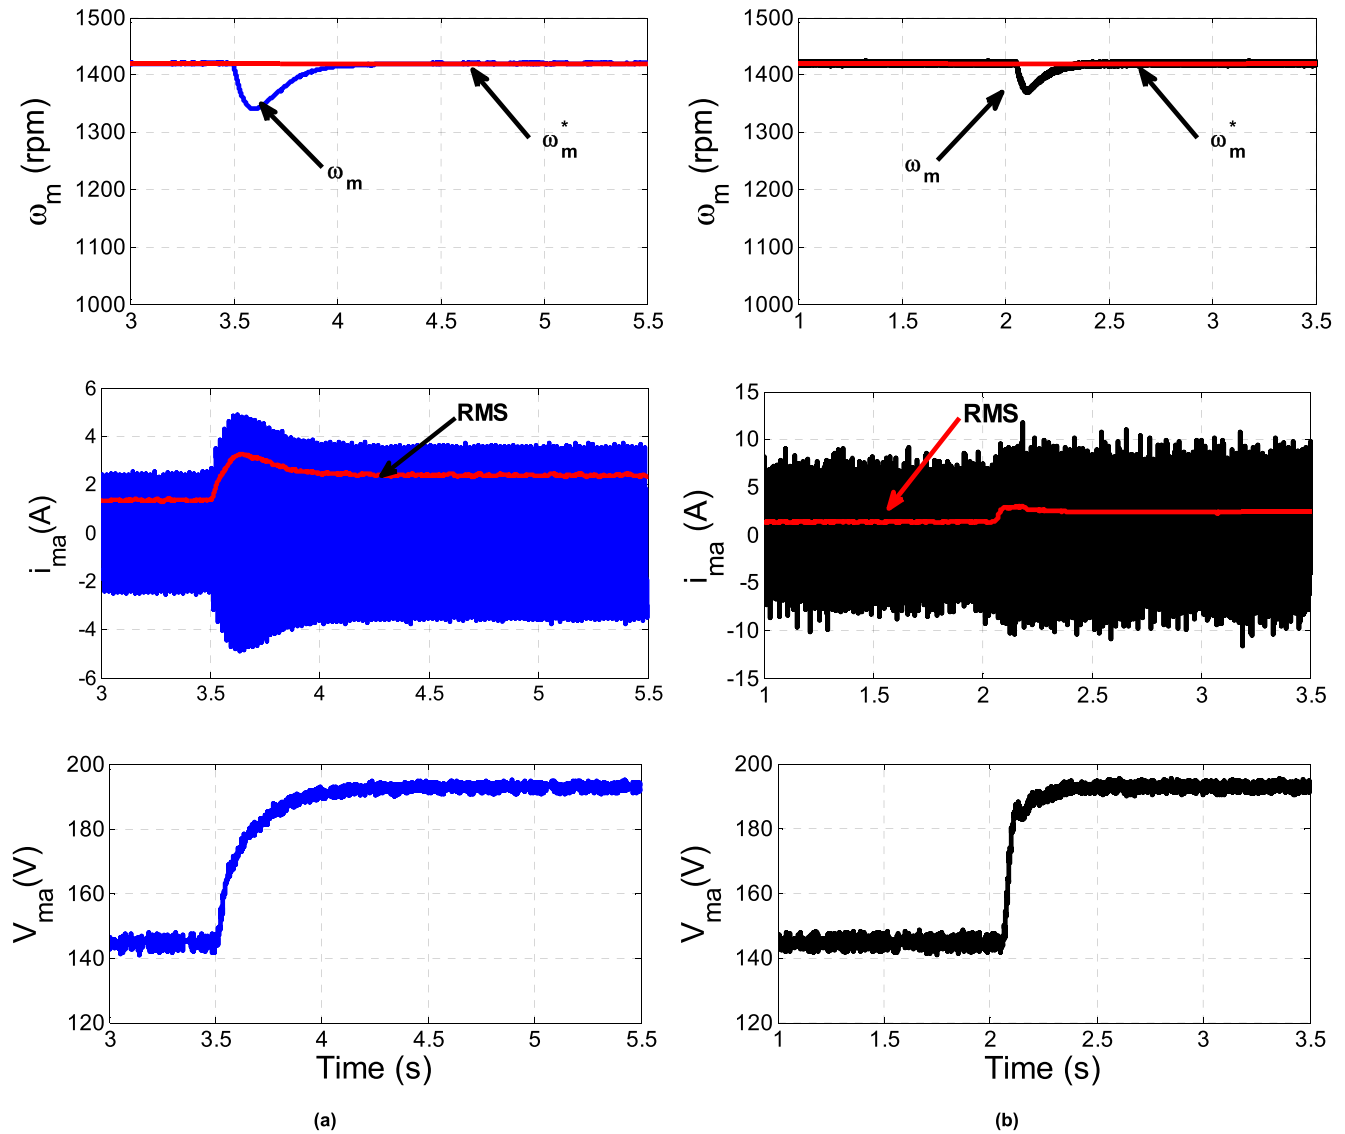 1500
1400
1300
1200
1100
1000
ω_m (rpm)
ω_m
ω*_m
3 3.5 4 4.5 5 5.5
1500
1400
1300
1200
1100
1000
ω_m (rpm)
ω_m
ω*_m
1 1.5 2 2.5 3 3.5
6
4
2
0
-2
-4
-6
i_ma(A)
RMS
3 3.5 4 4.5 5 5.5
15
10
5
0
-5
-10
-15
i_ma(A)
RMS
1 1.5 2 2.5 3 3.5
200
180
160
140
120
V_ma(V)
3 3.5 4 4.5 5 5.5
Time (s)
(a)
200
180
160
140
120
V_ma(V)
1 1.5 2 2.5 3 3.5
Time (s)
(b)